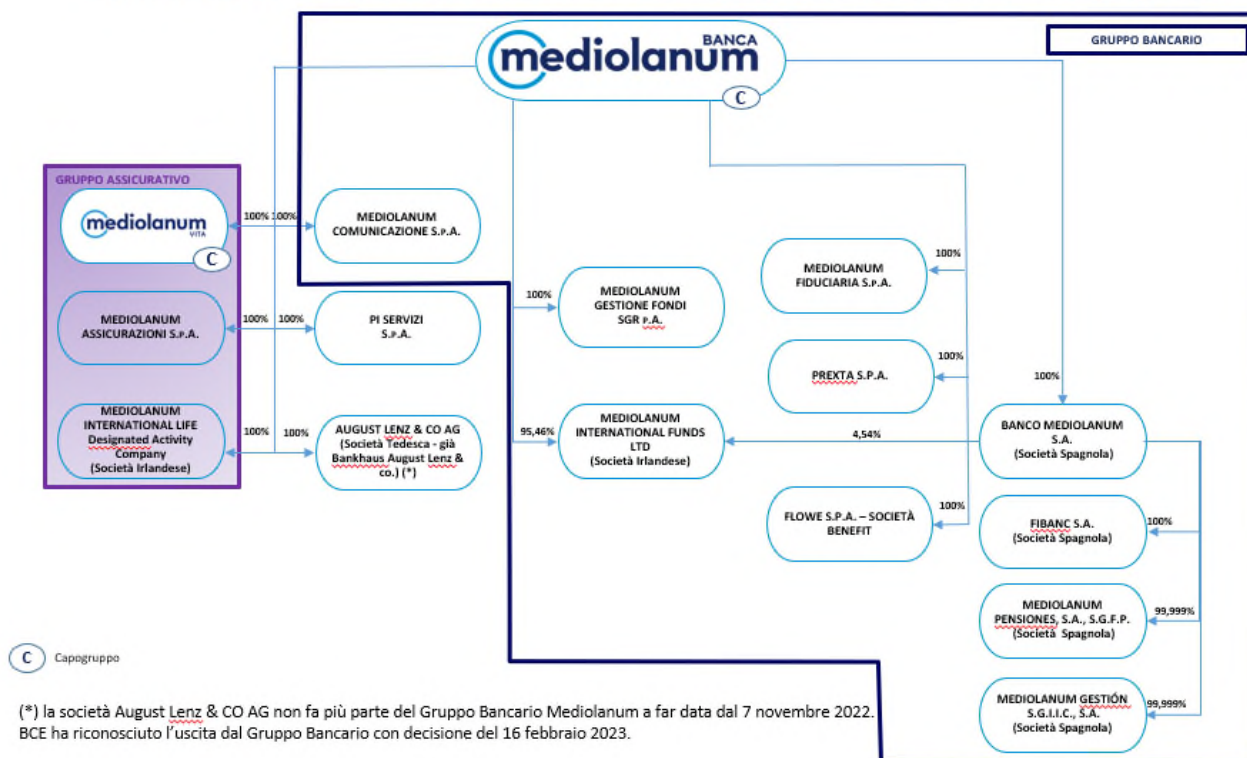 BANCA
mediolanum
C
GRUPPO BANCARIO
GRUPPO ASSICURATIVO
mediolanum
VITA
C
100% 100%
MEDIOLANUM
COMUNICAZIONE S.P.A.
MEDIOLANUM
ASSICURAZIONI S.P.A.
100%
100%
PI SERVIZI
S.P.A.
MEDIOLANUM
INTERNATIONAL LIFE
Designated Activity
Company
(Società Irlandese)
100%
100%
AUGUST LENZ & CO AG
(Società Tedesca - già
Bankhaus August Lenz &
co.) (*)
100%
MEDIOLANUM
GESTIONE FONDI
SGR P.A.
95,46%
MEDIOLANUM
INTERNATIONAL FUNDS
LTD
(Società Irlandese)
4,54%
100%
MEDIOLANUM
FIDUCIARIA S.P.A.
100%
PREXTA S.P.A.
100%
FLOWE S.P.A. – SOCIETÀ
BENEFIT
100%
BANCO MEDIOLANUM
S.A.
(Società Spagnola)
FIBANC S.A.
(Società Spagnola)
100%
MEDIOLANUM
PENSIONES, S.A., S.G.F.P.
(Società Spagnola)
99,999%
MEDIOLANUM GESTIÓN
S.G.I.I.C., S.A.
(Società Spagnola)
99,999%
C Capogruppo
(*) la società August Lenz & CO AG non fa più parte del Gruppo Bancario Mediolanum a far data dal 7 novembre 2022.
BCE ha riconosciuto l'uscita dal Gruppo Bancario con decisione del 16 febbraio 2023.